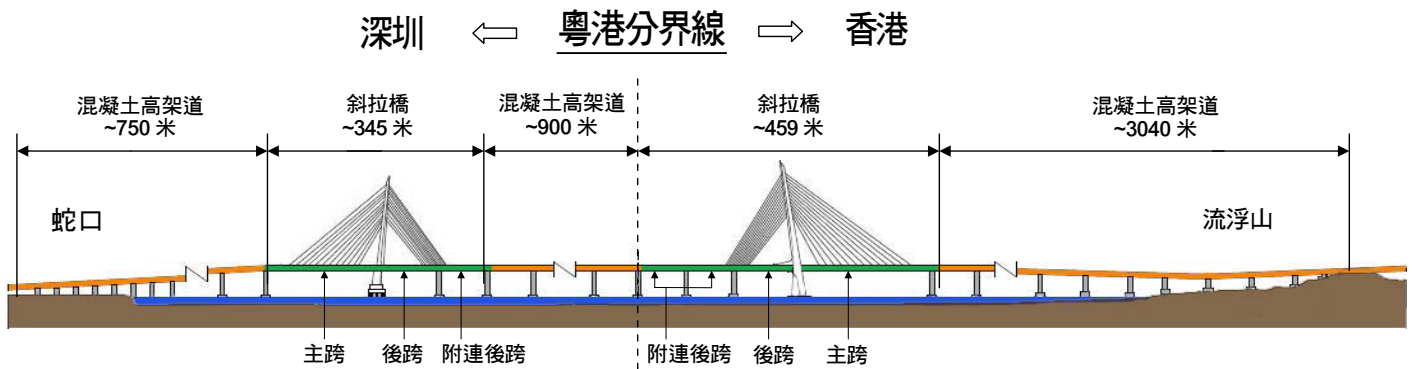 深圳 ⇦ 粵港分界線 ⇨ 香港
混凝土高架道
~750 米
斜拉橋
~345 米
混凝土高架道
~900 米
斜拉橋
~459 米
混凝土高架道
~3040 米
蛇口
流浮山
主跨
後跨
附連後跨
附連後跨
後跨
主跨